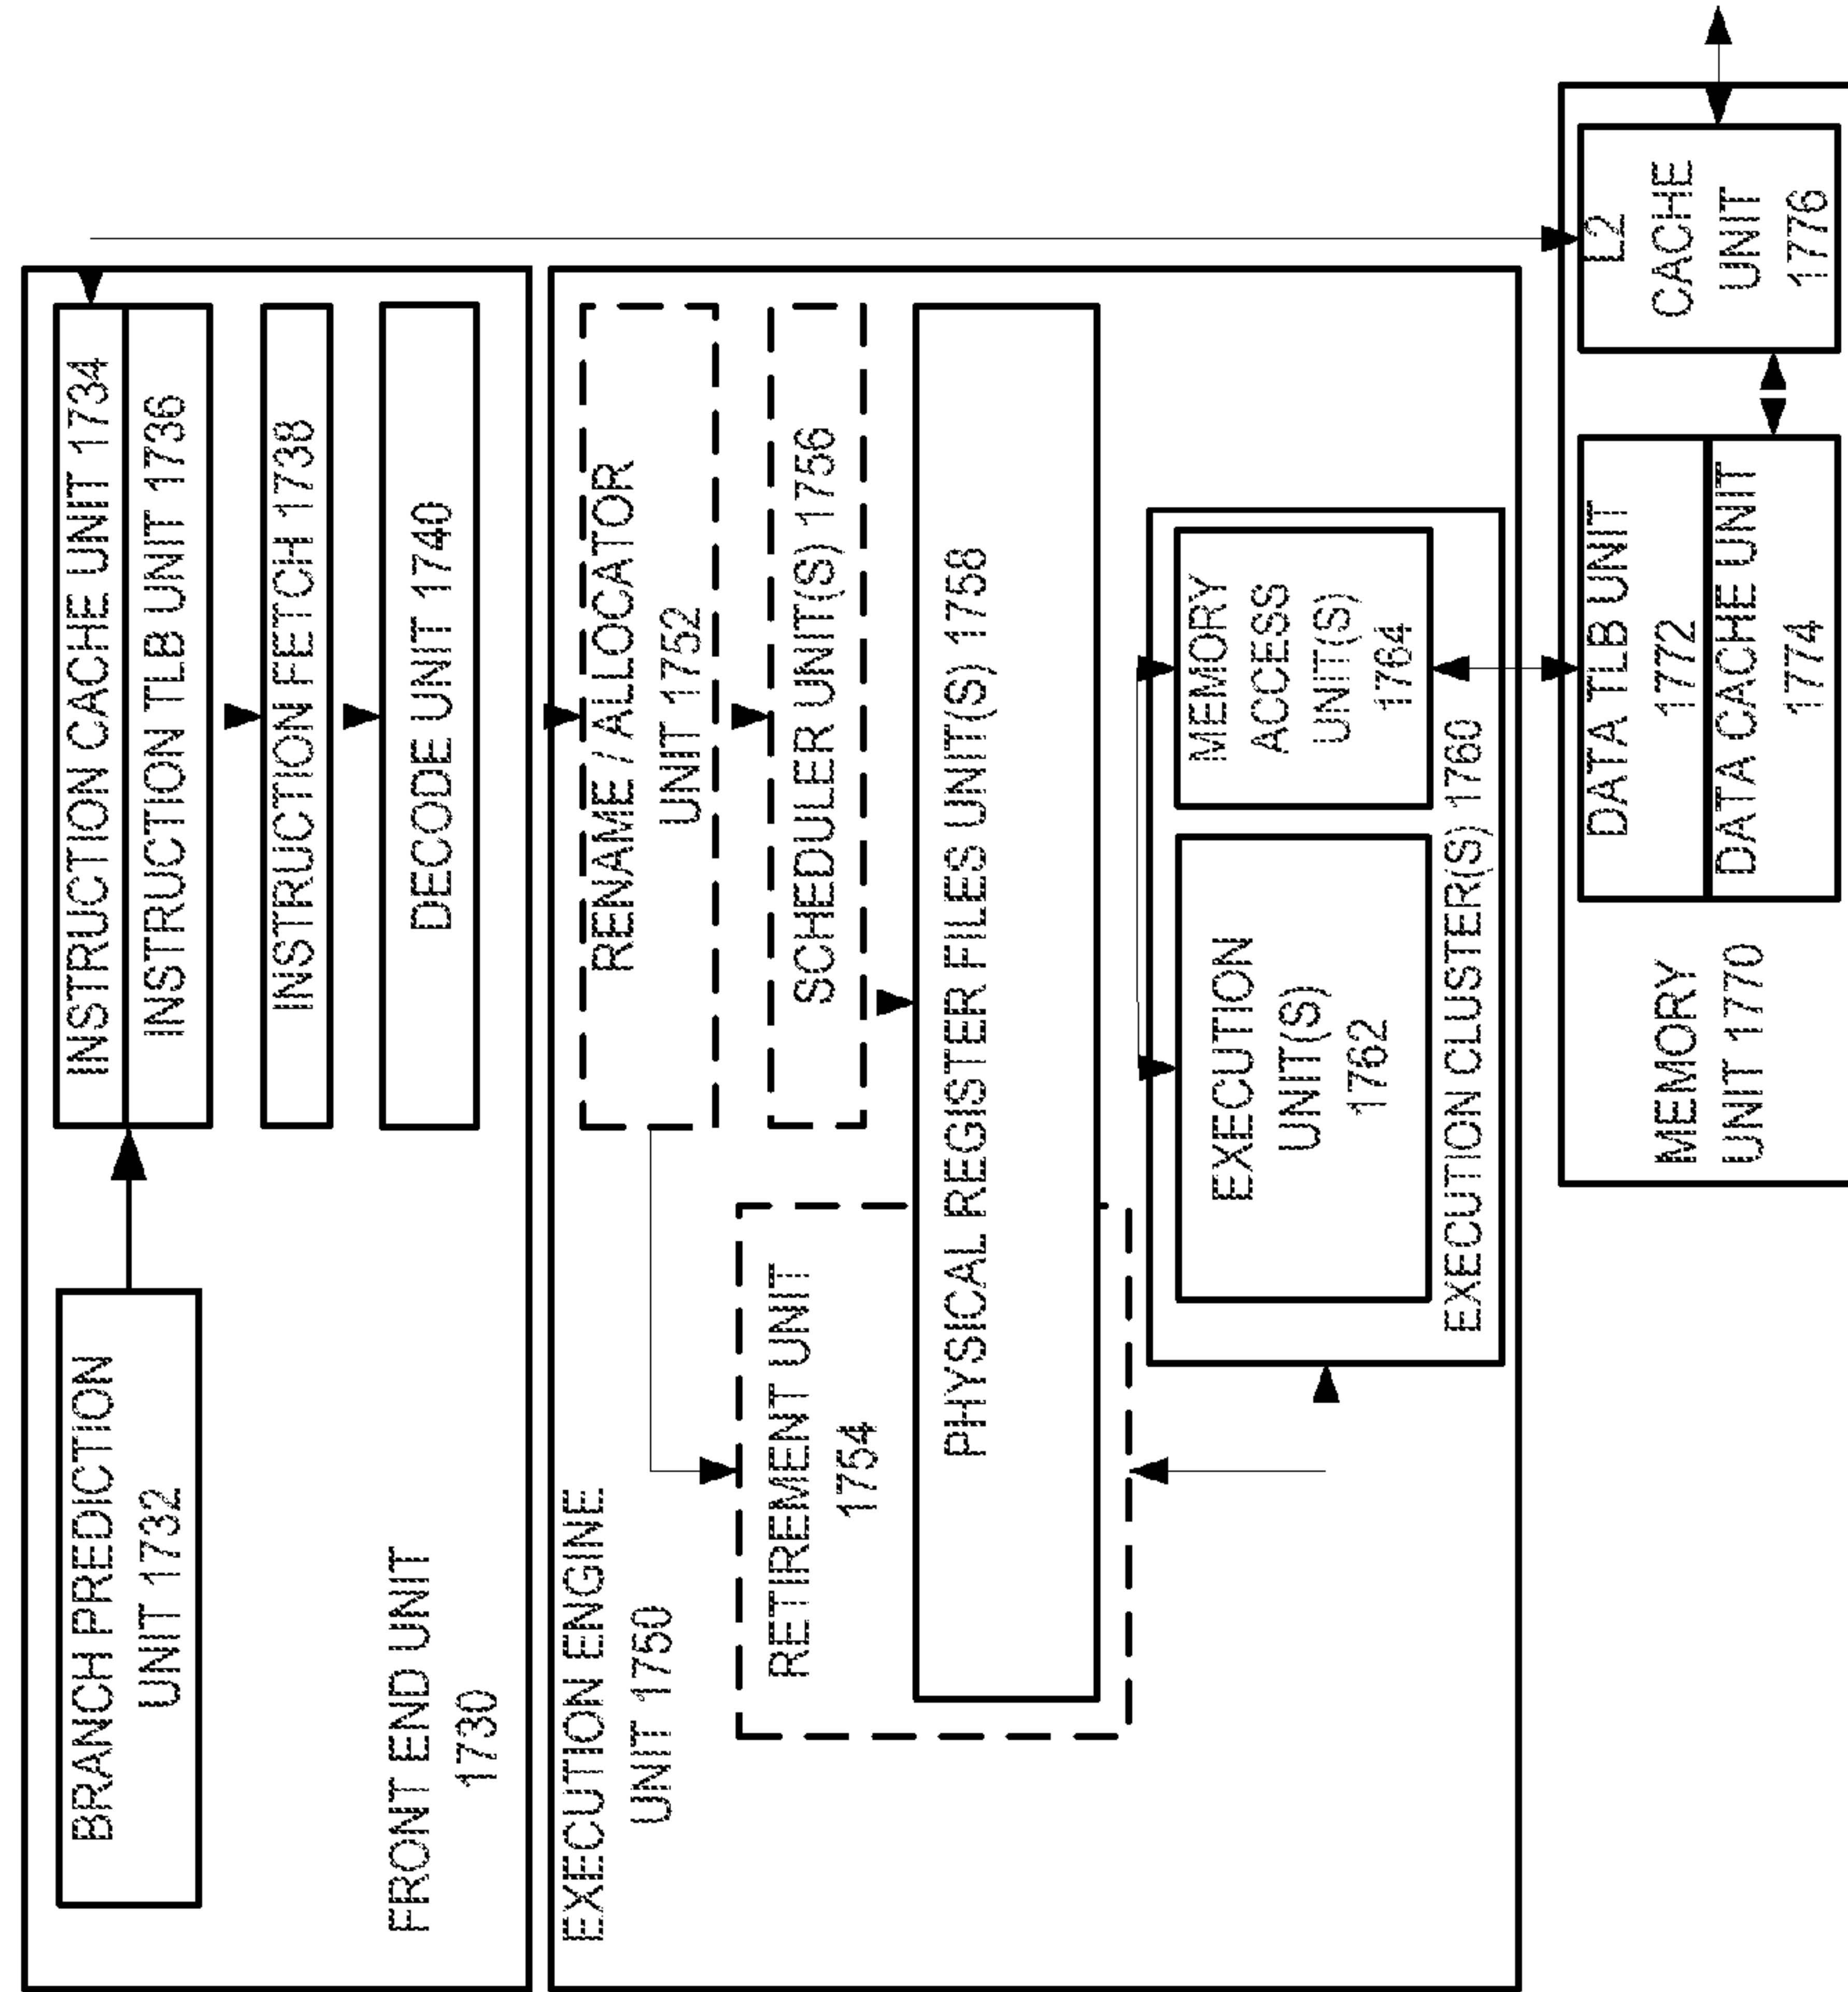 BRANCH PREDICTION
UNIT 1732
INSTRUCTION CACHE UNIT 1734
INSTRUCTION TLB UNIT 1736
INSTRUCTION FETCH 1738
DECODE UNIT 1740
FRONT END UNIT
1730
EXECUTION ENGINE
UNIT 1750
RENAME / ALLOCATOR
UNIT 1752
RETIREMENT UNIT
1754
SCHEDULER UNIT(S) 1756
PHYSICAL REGISTER FILES UNIT(S) 1758
EXECUTION
UNIT(S)
1762
MEMORY
ACCESS
UNIT(S)
1764
EXECUTION CLUSTER(S) 1760
MEMORY
UNIT 1770
DATA TLB UNIT
1772
DATA CACHE UNIT
1774
L2
CACHE
UNIT
1776